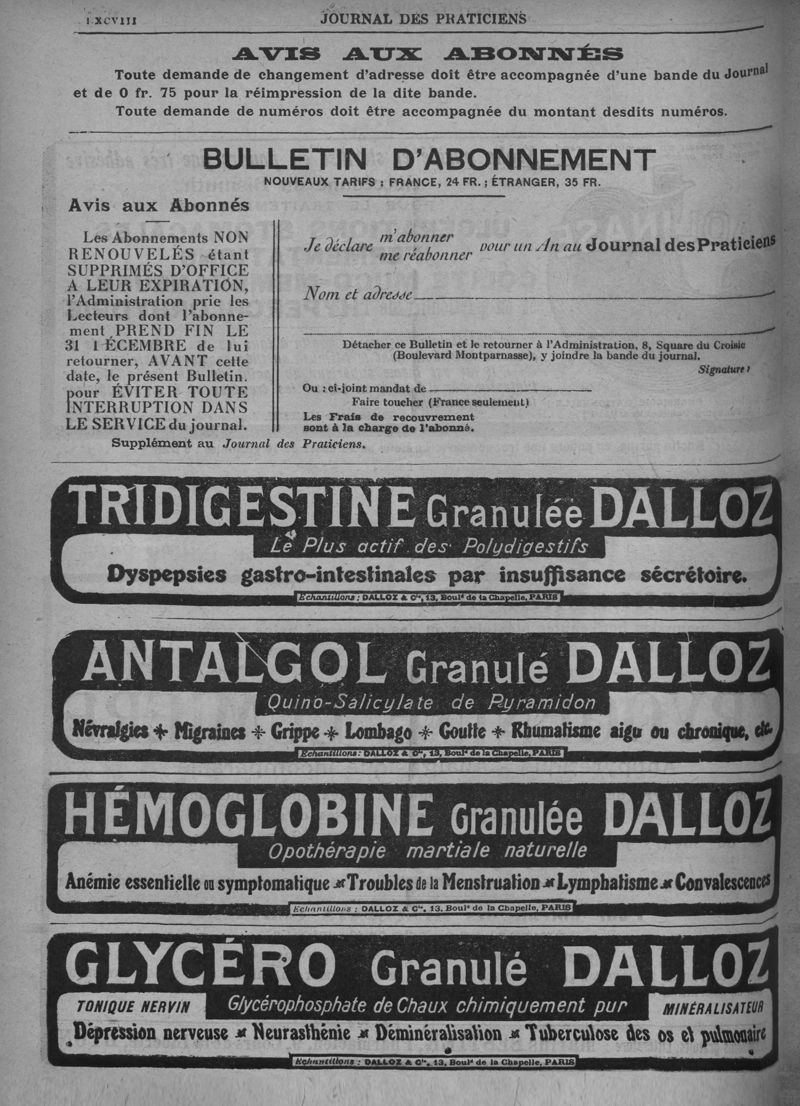 LXCVIII
JOURNAL DES PRATICIENS
AVIS AUX ABONNÉS
Toute demande de changement d'adresse doit être accompagnée d'une bande du Journal
et de 0 fr. 75 pour la réimpression de la dite bande.
Toute demande de numéros doit être accompagnée du montant desdits numéros.
BULLETIN D'ABONNEMENT
NOUVEAUX TARIFS : FRANCE, 24 FR. ; ÉTRANGER, 35 FR.
Avis aux Abonnés
Les Abonnements NON
RENOUVELÉS étant
SUPPRIMÉS D'OFFICE
A LEUR EXPIRATION,
l'Administration prie les
Lecteurs dont l'abonne-
ment PREND FIN LE
31 1 ÉCEMBRE de lui
retourner, AVANT cette
date, le présent Bulletin.
pour ÉVITER TOUTE
INTERRUPTION DANS
LE SERVICE du journal.
Je déclare m'abonner me réabonner pour un An au Journal des Praticiens
Nom et adresse
Détacher ce Bulletin et le retourner à l'Administration, 8, Square du Croisic
(Boulevard Montparnasse), y joindre la bande du journal.
Signature :
Ou : ci-joint mandat de
Faire toucher (France seulement)
Les Frais de recouvrement
sont à la charge de l'abonné.
Supplément au Journal des Praticiens.
TRIDIGESTINE Granulée DALLOZ
Le Plus actif des Polydigestifs
Dyspepsies gastro-intestinales par insuffisance sécrétoire.
Echantillons : DALLOZ & Cie, 13, Boul.d de la Chapelle, PARIS
ANTALGOL Granulé DALLOZ
Quino-Salicylate de Pyramidon
Névralgies * Migraines * Grippe * Lombago * Goutte * Rhumatisme aigu ou chronique, etc.
Echantillons : DALLOZ & Cie, 13, Boul.d de la Chapelle, PARIS
HÉMOGLOBINE Granulée DALLOZ
Opothérapie martiale naturelle
Anémie essentielle ou symptomatique * Troubles de la Menstruation * Lymphatisme * Convalescences
Echantillons : DALLOZ & Cie, 13, Boul.d de la Chapelle, PARIS
GLYCÉRO Granulé DALLOZ
TONIQUE NERVIN Glycérophosphate de Chaux chimiquement pur MINÉRALISATEUR
Dépression nerveuse * Neurasthénie * Déminéralisation * Tuberculose des os et pulmonaire
Echantillons : DALLOZ & Cie, 13, Boul.d de la Chapelle, PARIS